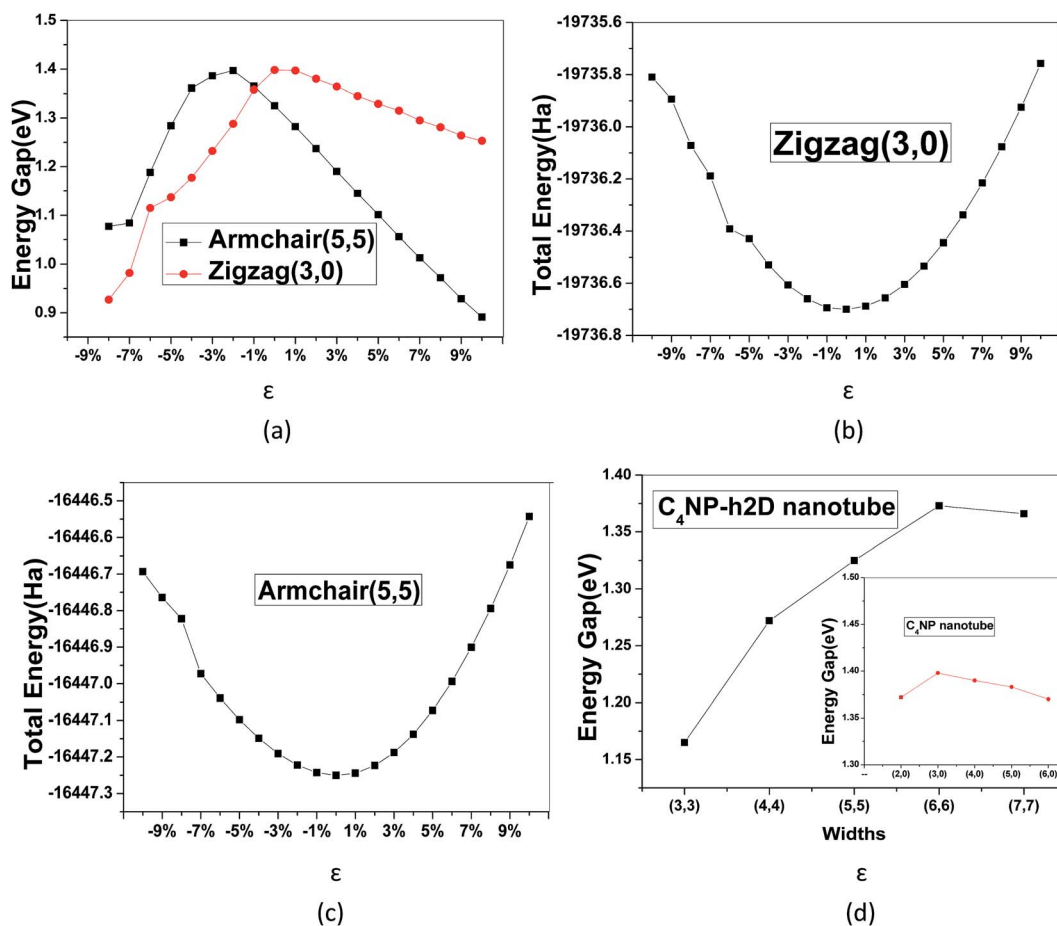 1.5
1.4
1.3
1.2
1.1
1.0
0.9
Energy Gap(eV)
Armchair(5,5)
Zigzag(3,0)
-9% -7% -5% -3% -1% 1% 3% 5% 7% 9%
ε
(a)
-19735.6
-19735.8
-19736.0
-19736.2
-19736.4
-19736.6
-19736.8
Total Energy(Ha)
Zigzag(3,0)
-9% -7% -5% -3% -1% 1% 3% 5% 7% 9%
ε
(b)
-16446.5
-16446.6
-16446.7
-16446.8
-16446.9
-16447.0
-16447.1
-16447.2
-16447.3
Total Energy(Ha)
Armchair(5,5)
-9% -7% -5% -3% -1% 1% 3% 5% 7% 9%
ε
(c)
1.40
1.35
1.30
1.25
1.20
1.15
Energy Gap(eV)
C₄NP-h2D nanotube
1.50
1.45
1.40
1.35
1.30
Energy Gap(eV)
C₄NP nanotube
-- (2,0) (3,0) (4,0) (5,0) (6,0)
(3,3) (4,4) (5,5) (6,6) (7,7)
Widths
ε
(d)